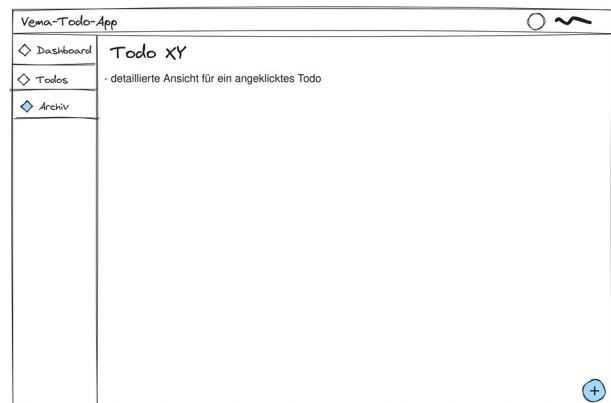 Vema-Todo-App
Dashboard
Todos
Archiv
Todo XY
- detaillierte Ansicht für ein angeklicktes Todo
+